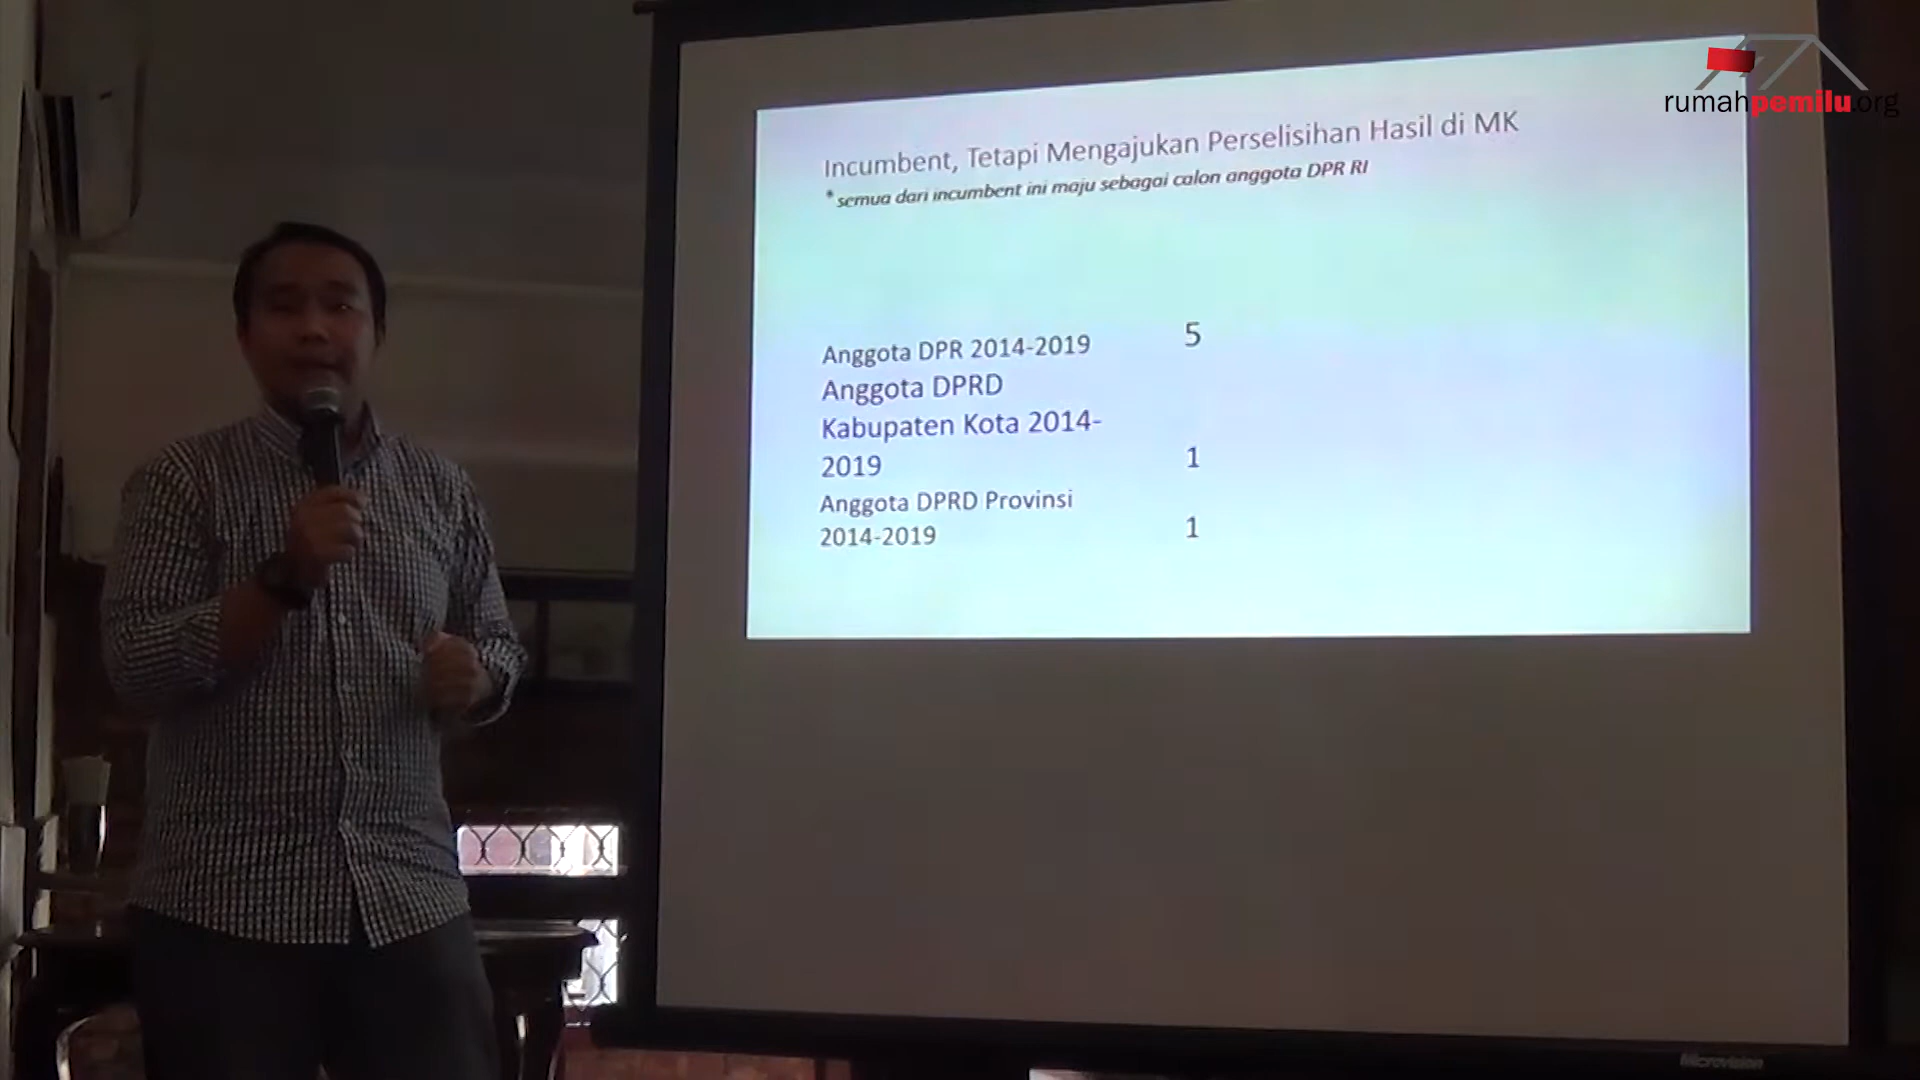 rumahpemilu.org
Incumbent, Tetapi Mengajukan Perselisihan Hasil di MK
* semua dari incumbent ini maju sebagai calon anggota DPR RI
Anggota DPR 2014-2019 5
Anggota DPRD
Kabupaten Kota 2014-
2019 1
Anggota DPRD Provinsi
2014-2019 1
Microvision